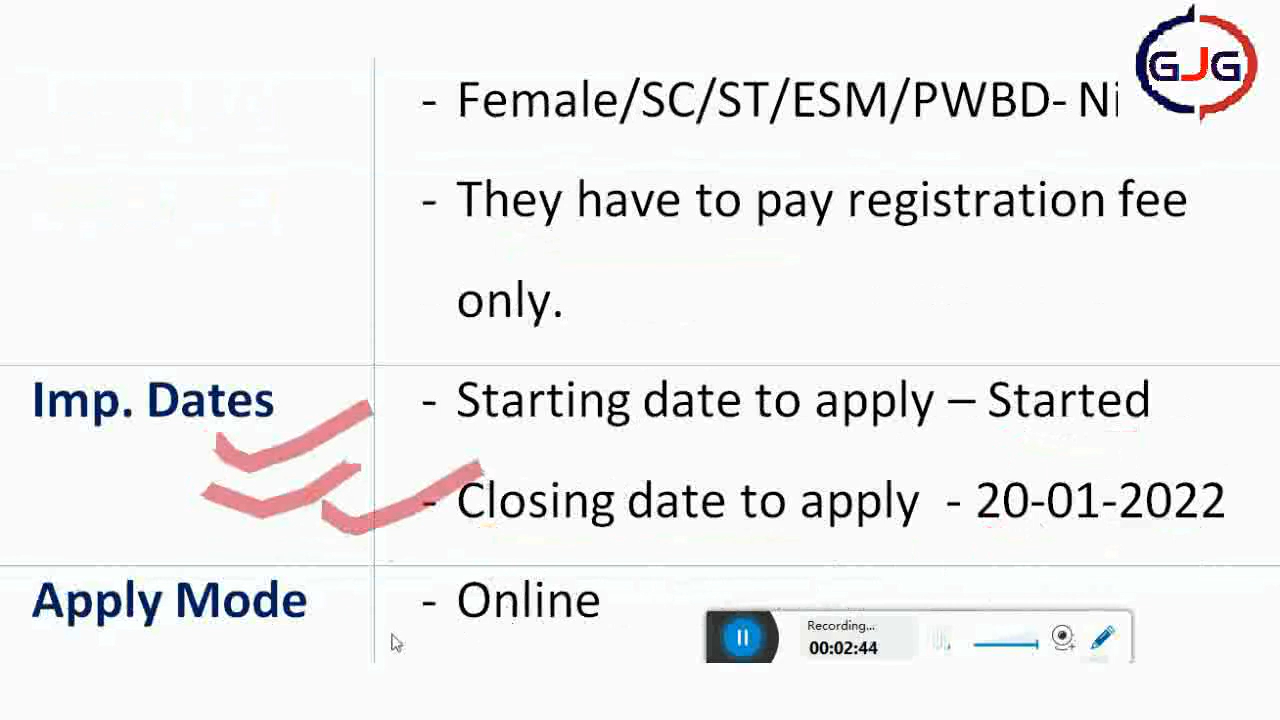 GJG
- Female/SC/ST/ESM/PWBD- Ni
- They have to pay registration fee
only.
Imp. Dates - Starting date to apply – Started
- Closing date to apply - 20-01-2022
Apply Mode - Online
Recording...
00:02:44